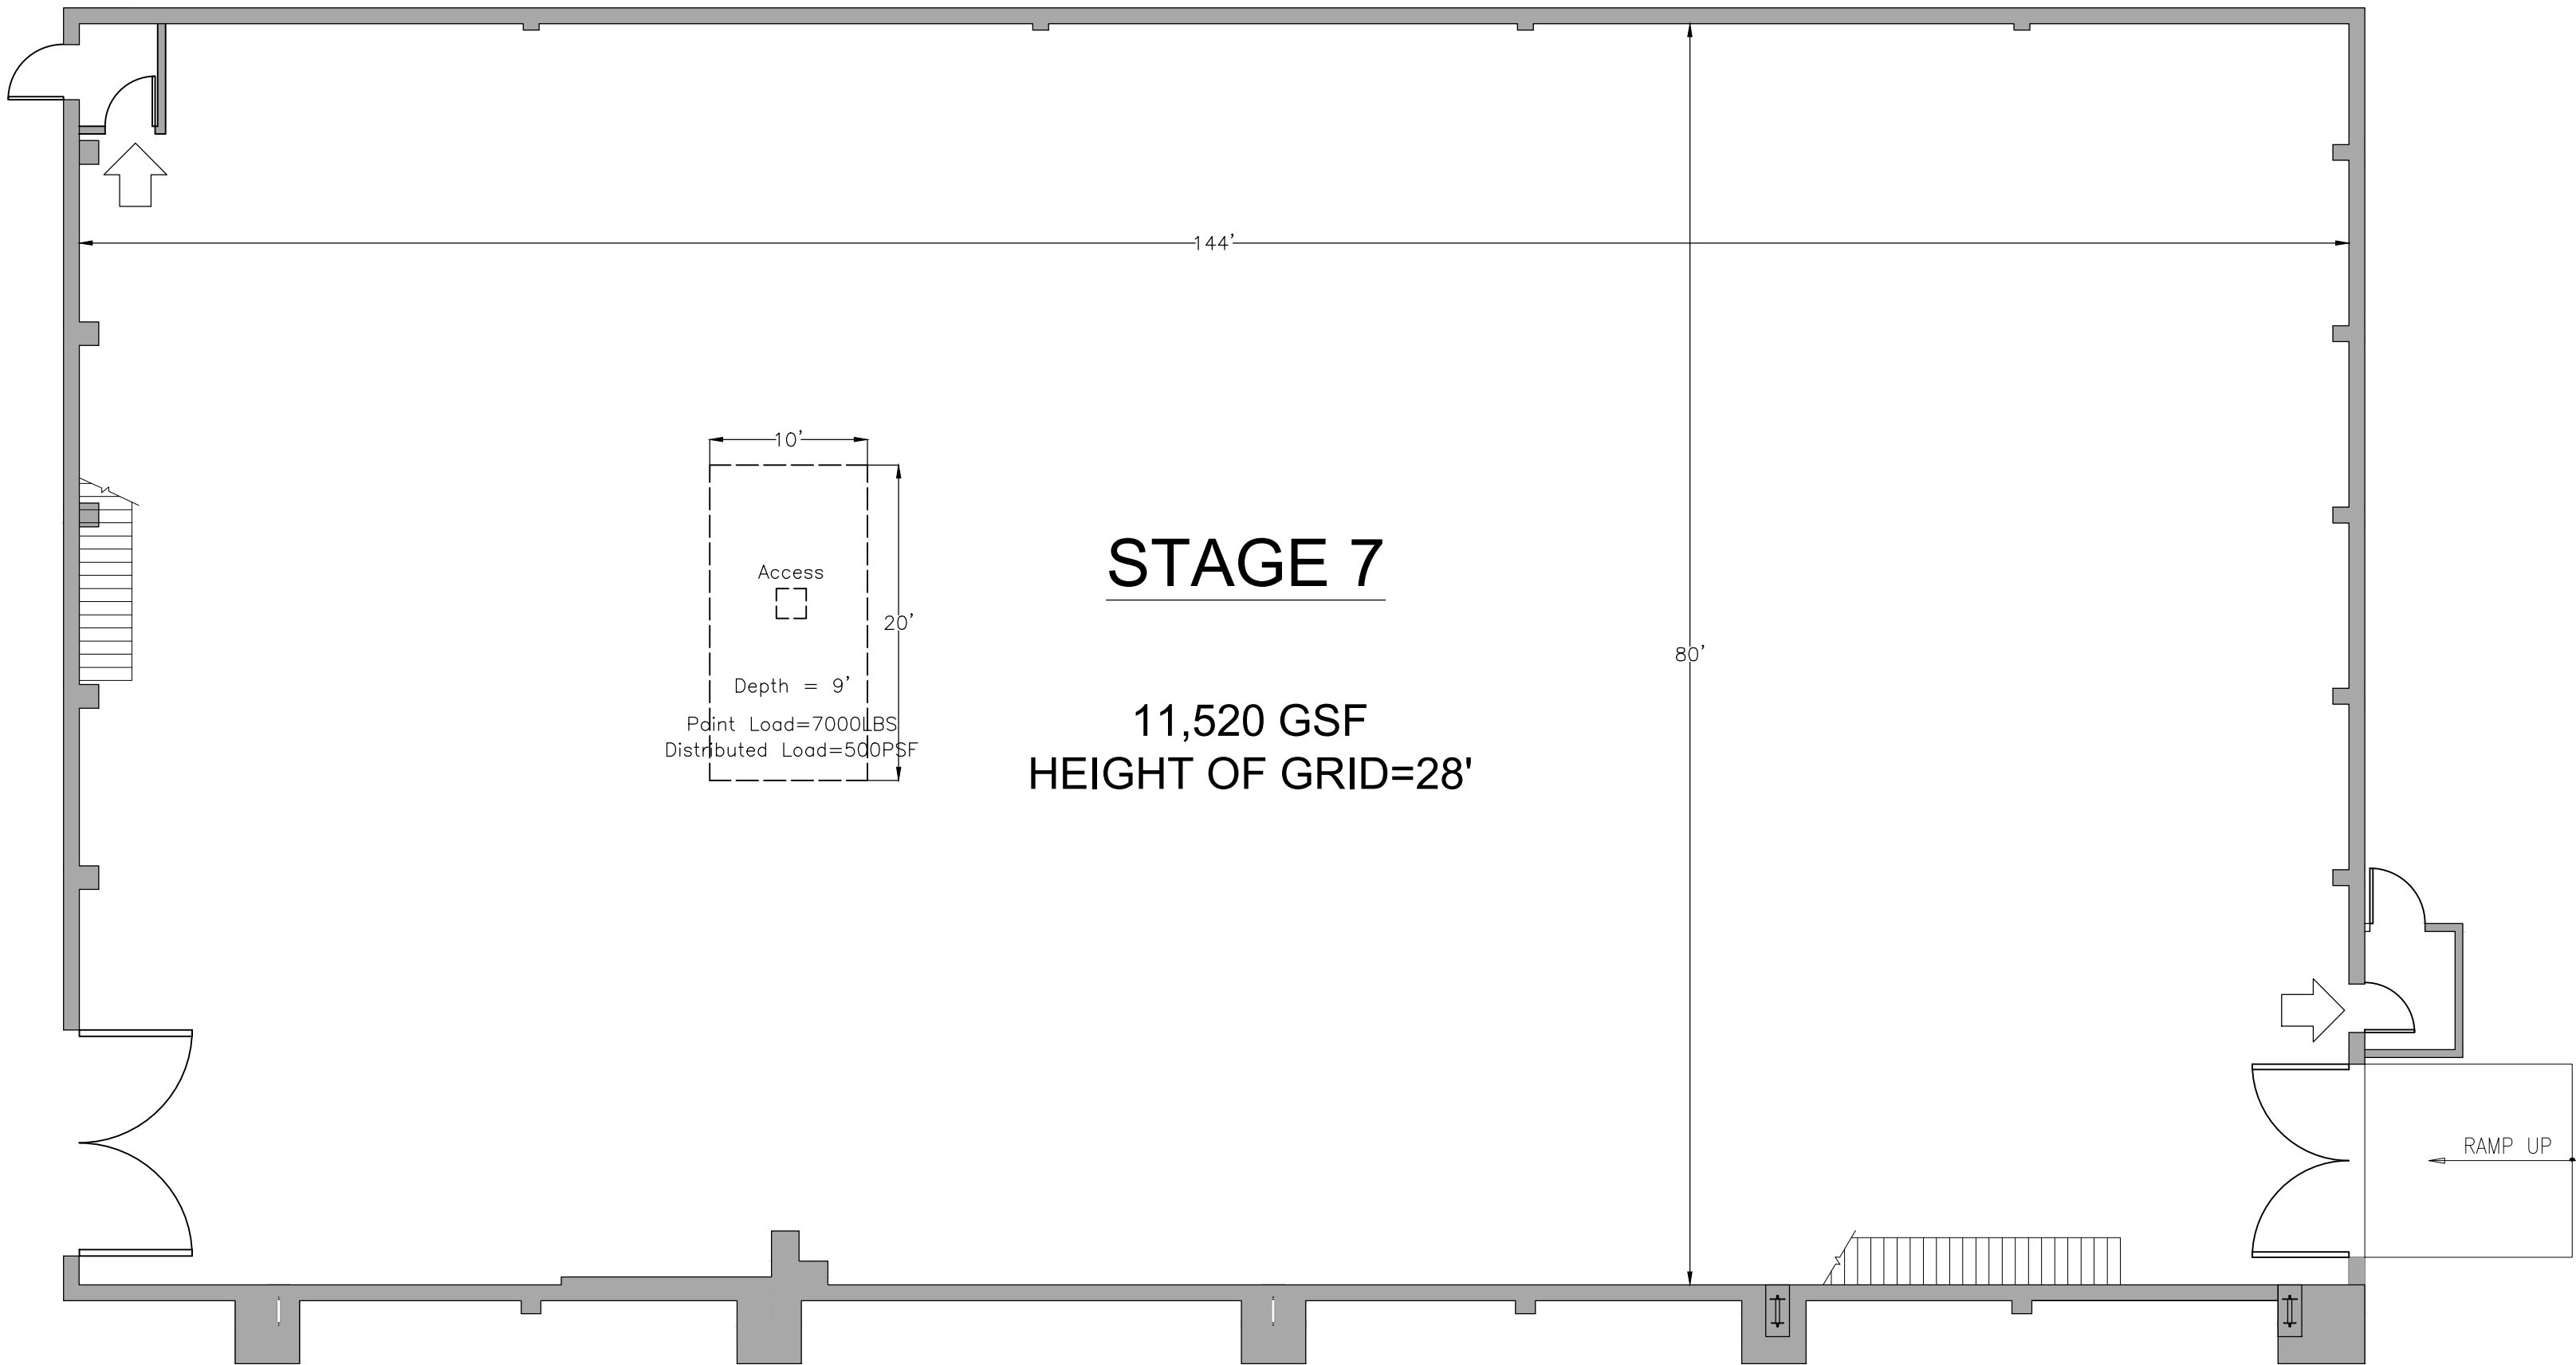 144'
10'
STAGE 7
Access
20'
80'
Depth = 9'
11,520 GSF
Point Load=7000LBS
Distributed Load=500PSF
HEIGHT OF GRID=28'
RAMP UP